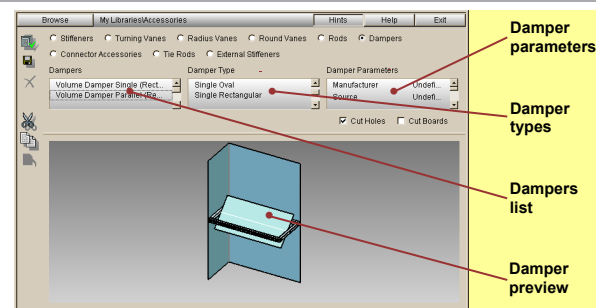 Browse My Libraries\Accessories Hints Help Exit
Stiffeners Turning Vanes Radius Vanes Round Vanes Rods Dampers
Connector Accessories Tie Rods External Stiffeners
Dampers Damper Type - Damper Parameters
Volume Damper Single (Rect... Single Oval Manufacturer Undefi...
Volume Damper Parallel (Re... Single Rectangular Source Undefi...
Cut Holes Cut Boards
Damper
parameters
Damper
types
Dampers
list
Damper
preview